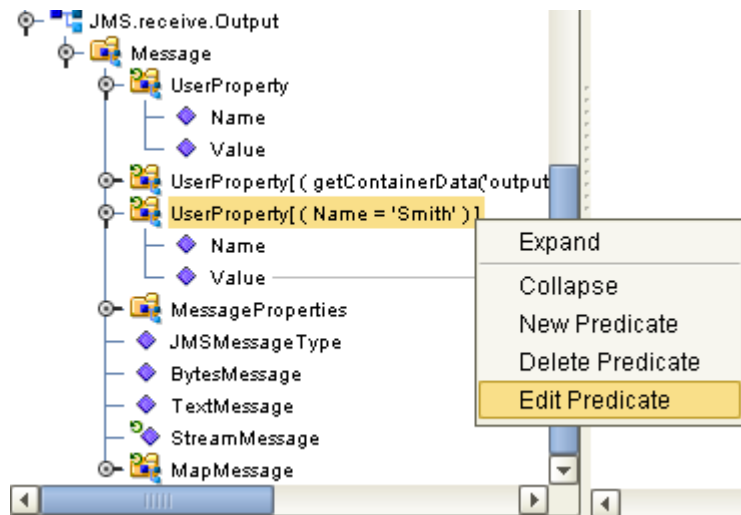 JMS.receive.Output
Message
UserProperty
Name
Value
UserProperty[ ( getContainerData('output
UserProperty[ ( Name = 'Smith' ) ]
Name
Value
MessageProperties
JMSMessageType
BytesMessage
TextMessage
StreamMessage
MapMessage
Expand
Collapse
New Predicate
Delete Predicate
Edit Predicate